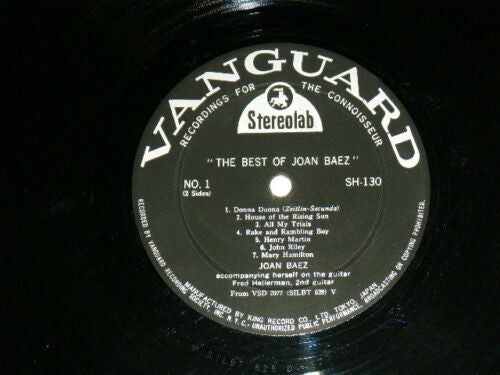 VANGUARD
RECORDINGS FOR THE CONNOISSEUR
Stereolab
"THE BEST OF JOAN BAEZ"
NO. 1
(2 Sides)
SH-130
1. Donna Donna (Zeitlin-Secunda)
2. House of the Rising Sun
3. All My Trials
4. Rake and Rambling Boy
5. Henry Martin
6. John Riley
7. Mary Hamilton
JOAN BAEZ
accompanying herself on the guitar
Fred Hellerman, 2nd guitar
From VSD 2077 (SILBT 628) V
RECORDED BY VANGUARD RECORDING SOCIETY, INC. N.Y.C.
MANUFACTURED BY KING RECORD CO. LTD. TOKYO, JAPAN
UNAUTHORIZED PUBLIC PERFORMANCE, BROADCASTING OR COPYING PROHIBITED.
SILBT 628